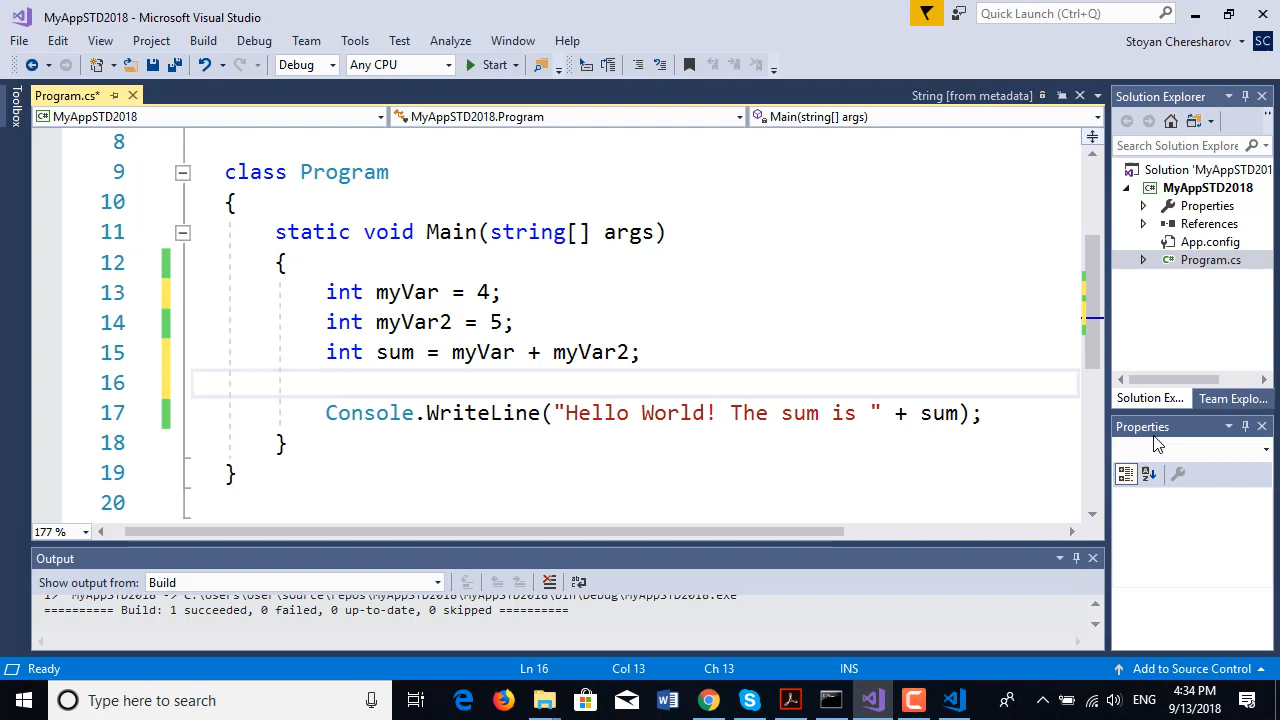 MyAppSTD2018 - Microsoft Visual Studio
Quick Launch (Ctrl+Q)
File Edit View Project Build Debug Team Tools Test Analyze Window Help
Stoyan Cheresharov SC
Debug Any CPU Start
Toolbox
Program.cs*
String [from metadata]
MyAppSTD2018 MyAppSTD2018.Program Main(string[] args)
8
9 class Program
10 {
11 static void Main(string[] args)
12 {
13 int myVar = 4;
14 int myVar2 = 5;
15 int sum = myVar + myVar2;
16
17 Console.WriteLine("Hello World! The sum is " + sum);
18 }
19 }
20
177 %
Solution Explorer
Search Solution Explore
Solution 'MyAppSTD201
MyAppSTD2018
Properties
References
App.config
Program.cs
Solution Ex... Team Explo...
Properties
Output
Show output from: Build
1> MyAppSTD2018 -> C:\Users\User\source\repos\MyAppSTD2018\MyAppSTD2018\bin\Debug\MyAppSTD2018.exe
========== Build: 1 succeeded, 0 failed, 0 up-to-date, 0 skipped ==========
Ready Ln 16 Col 13 Ch 13 INS Add to Source Control
Type here to search
ENG
4:34 PM
9/13/2018